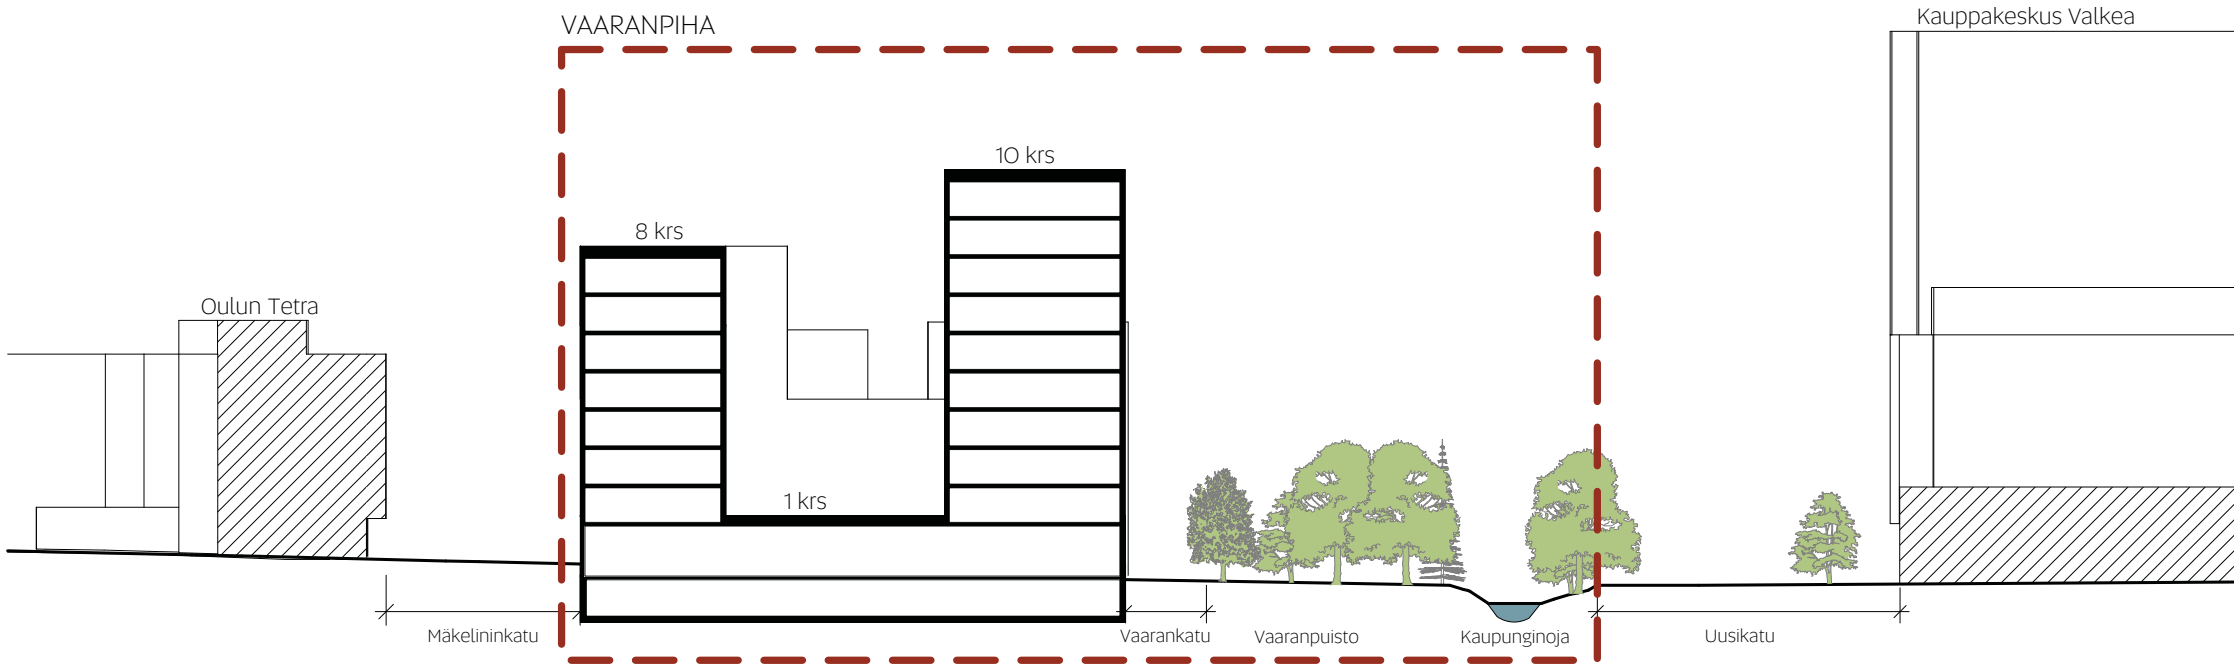 VAARANPIHA
Kauppakeskus Valkea
10 krs
8 krs
Oulun Tetra
1 krs
Mäkelininkatu
Vaarankatu
Vaaranpuisto
Kaupunginoja
Uusikatu